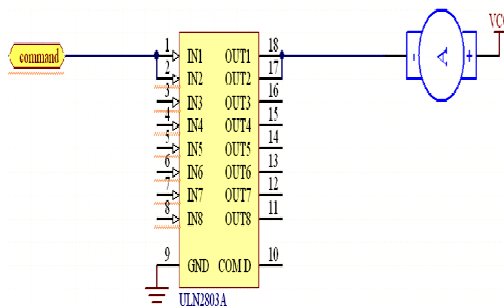 VCC
command
1 IN1 OUT1 18
2 IN2 OUT2 17
3 IN3 OUT3 16
4 IN4 OUT4 15
5 IN5 OUT5 14
6 IN6 OUT6 13
7 IN7 OUT7 12
8 IN8 OUT8 11
9 GND COM D 10
ULN2803A
- A +